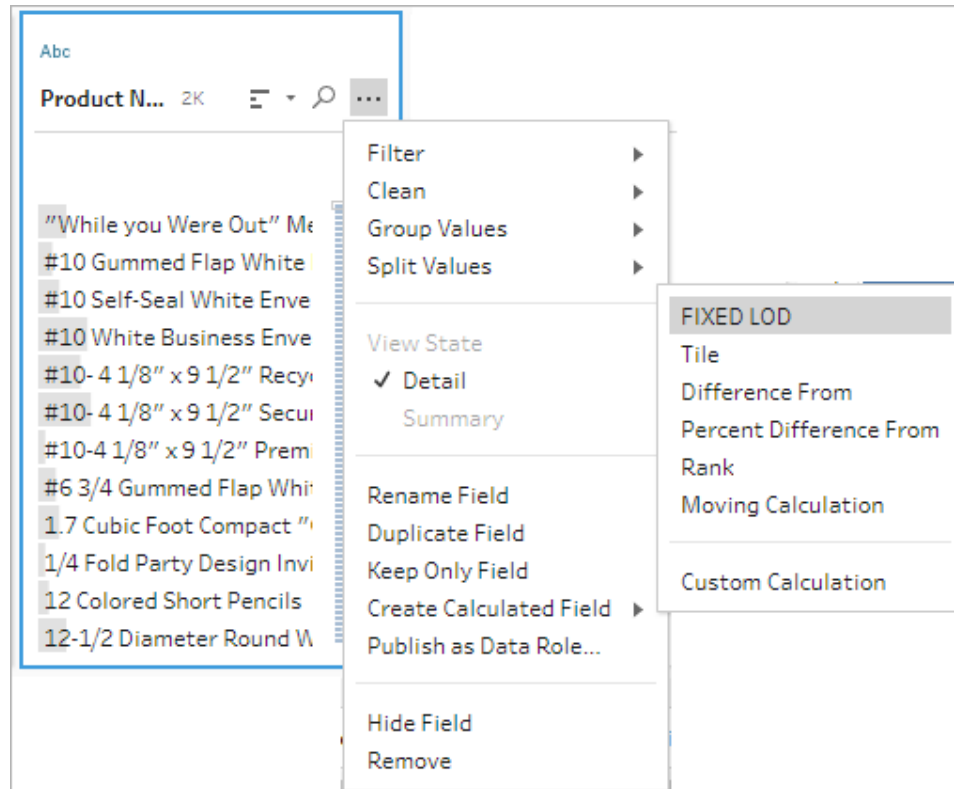 Abc
Product N... 2K
"While you Were Out" Me
#10 Gummed Flap White
#10 Self-Seal White Enve
#10 White Business Enve
#10- 4 1/8" x 9 1/2" Recy
#10- 4 1/8" x 9 1/2" Secur
#10-4 1/8" x 9 1/2" Premi
#6 3/4 Gummed Flap Whit
1.7 Cubic Foot Compact "
1/4 Fold Party Design Invi
12 Colored Short Pencils
12-1/2 Diameter Round W
Filter
Clean
Group Values
Split Values
View State
✓ Detail
Summary
Rename Field
Duplicate Field
Keep Only Field
Create Calculated Field
Publish as Data Role...
Hide Field
Remove
FIXED LOD
Tile
Difference From
Percent Difference From
Rank
Moving Calculation
Custom Calculation